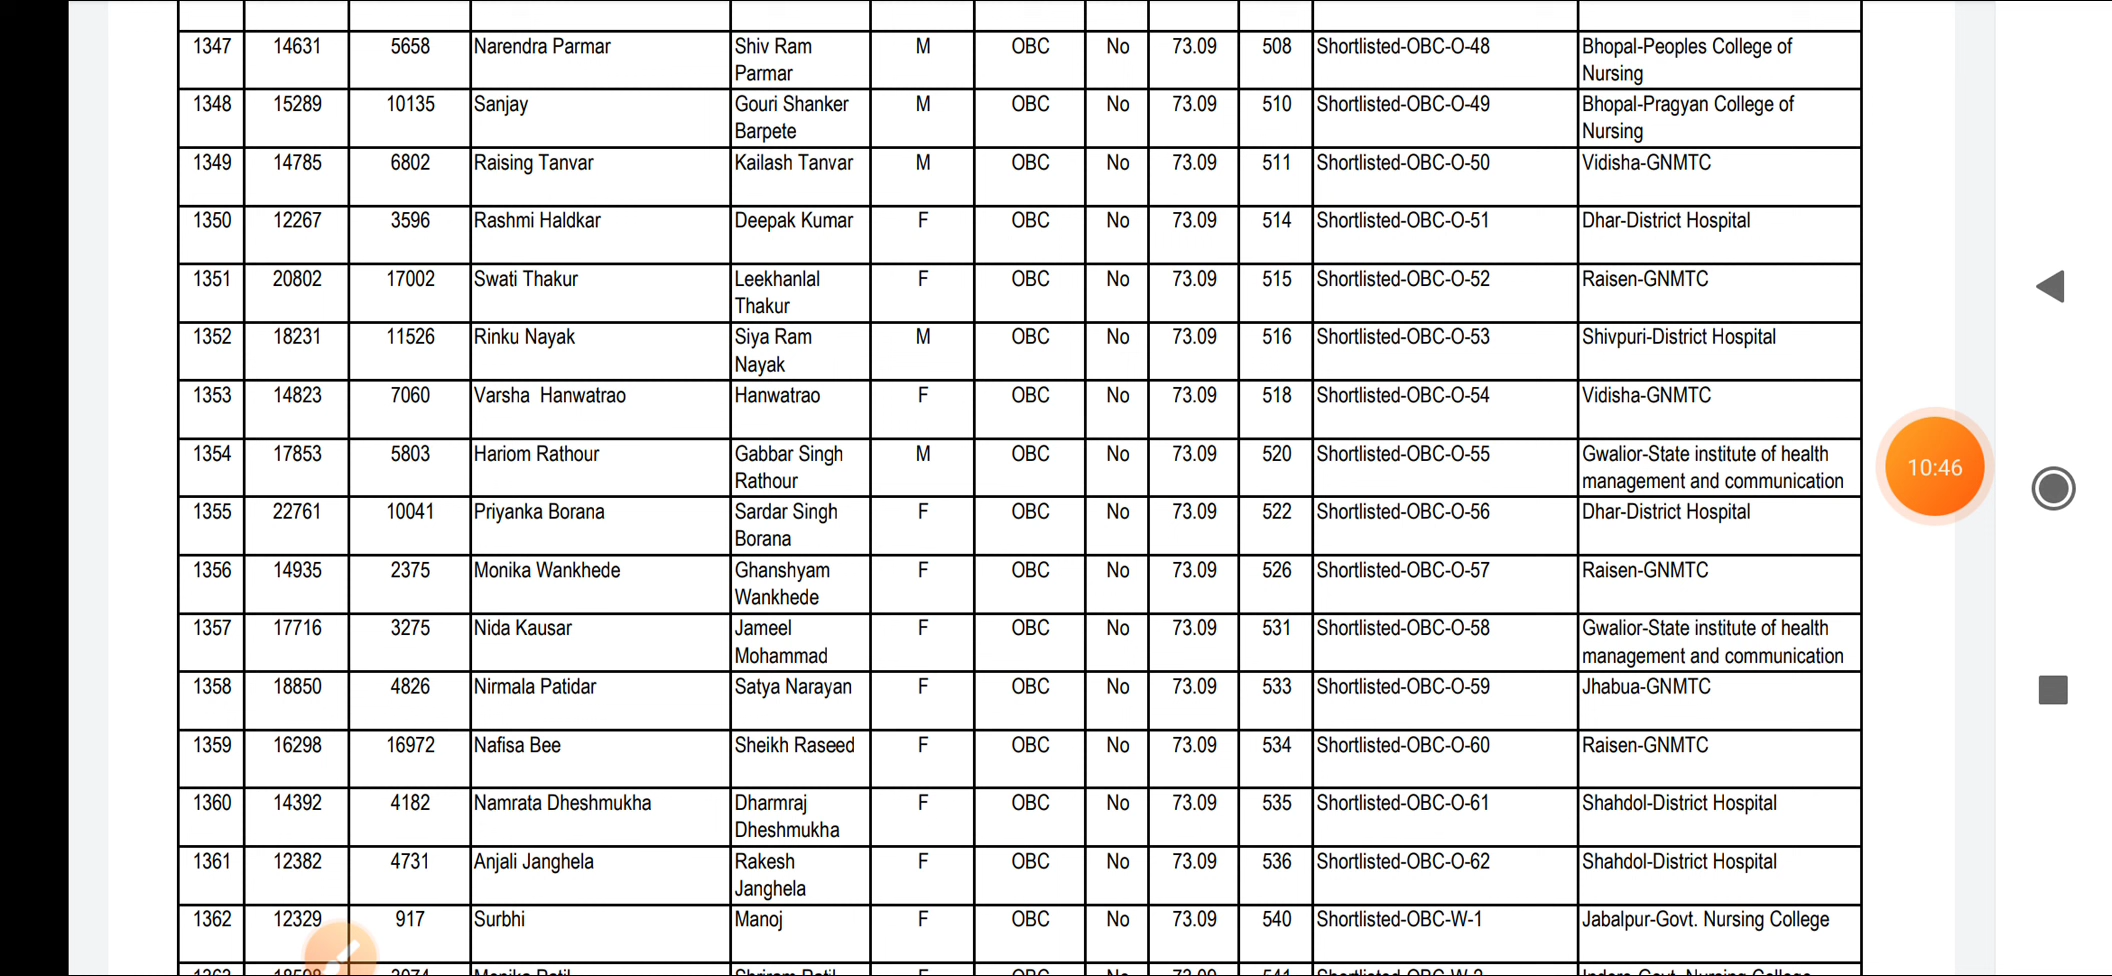 1347 14631 5658 Narendra Parmar Shiv Ram Parmar M OBC No 73.09 508 Shortlisted-OBC-O-48 Bhopal-Peoples College of Nursing
1348 15289 10135 Sanjay Gouri Shanker Barpete M OBC No 73.09 510 Shortlisted-OBC-O-49 Bhopal-Pragyan College of Nursing
1349 14785 6802 Raising Tanvar Kailash Tanvar M OBC No 73.09 511 Shortlisted-OBC-O-50 Vidisha-GNMTC
1350 12267 3596 Rashmi Haldkar Deepak Kumar F OBC No 73.09 514 Shortlisted-OBC-O-51 Dhar-District Hospital
1351 20802 17002 Swati Thakur Leekhanlal Thakur F OBC No 73.09 515 Shortlisted-OBC-O-52 Raisen-GNMTC
1352 18231 11526 Rinku Nayak Siya Ram Nayak M OBC No 73.09 516 Shortlisted-OBC-O-53 Shivpuri-District Hospital
1353 14823 7060 Varsha Hanwatrao Hanwatrao F OBC No 73.09 518 Shortlisted-OBC-O-54 Vidisha-GNMTC
1354 17853 5803 Hariom Rathour Gabbar Singh Rathour M OBC No 73.09 520 Shortlisted-OBC-O-55 Gwalior-State institute of health management and communication
10:46
1355 22761 10041 Priyanka Borana Sardar Singh Borana F OBC No 73.09 522 Shortlisted-OBC-O-56 Dhar-District Hospital
1356 14935 2375 Monika Wankhede Ghanshyam Wankhede F OBC No 73.09 526 Shortlisted-OBC-O-57 Raisen-GNMTC
1357 17716 3275 Nida Kausar Jameel Mohammad F OBC No 73.09 531 Shortlisted-OBC-O-58 Gwalior-State institute of health management and communication
1358 18850 4826 Nirmala Patidar Satya Narayan F OBC No 73.09 533 Shortlisted-OBC-O-59 Jhabua-GNMTC
1359 16298 16972 Nafisa Bee Sheikh Raseed F OBC No 73.09 534 Shortlisted-OBC-O-60 Raisen-GNMTC
1360 14392 4182 Namrata Dheshmukha Dharmraj Dheshmukha F OBC No 73.09 535 Shortlisted-OBC-O-61 Shahdol-District Hospital
1361 12382 4731 Anjali Janghela Rakesh Janghela F OBC No 73.09 536 Shortlisted-OBC-O-62 Shahdol-District Hospital
1362 12329 917 Surbhi Manoj F OBC No 73.09 540 Shortlisted-OBC-W-1 Jabalpur-Govt. Nursing College